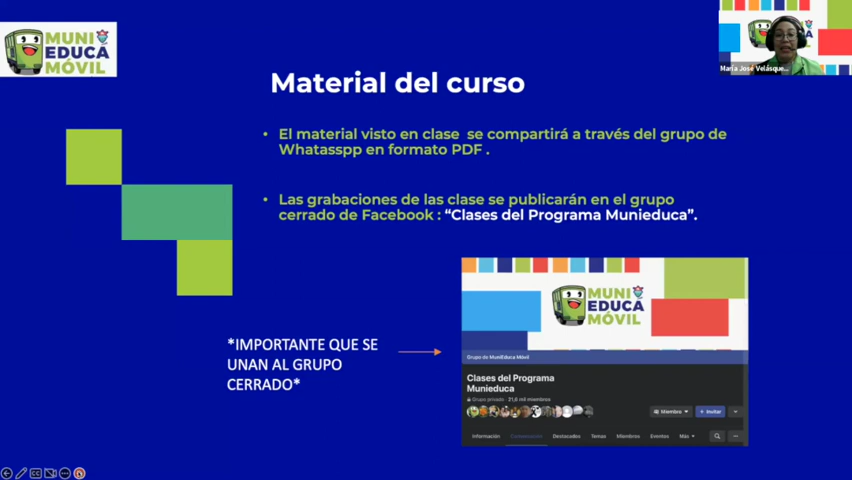 MUNI
EDUCA
MÓVIL
María José Velásque...
Material del curso
• El material visto en clase se compartirá a través del grupo de
Whatasspp en formato PDF .
• Las grabaciones de las clase se publicarán en el grupo
cerrado de Facebook : “Clases del Programa Munieduca”.
*IMPORTANTE QUE SE
UNAN AL GRUPO
CERRADO*
MUNI
EDUCA
MÓVIL
Grupo de MuniEduca Móvil
Clases del Programa
Munieduca
Grupo privado · 21,6 mil miembros
Miembro
+ Invitar
Información
Conversación
Destacados
Temas
Miembros
Eventos
Más